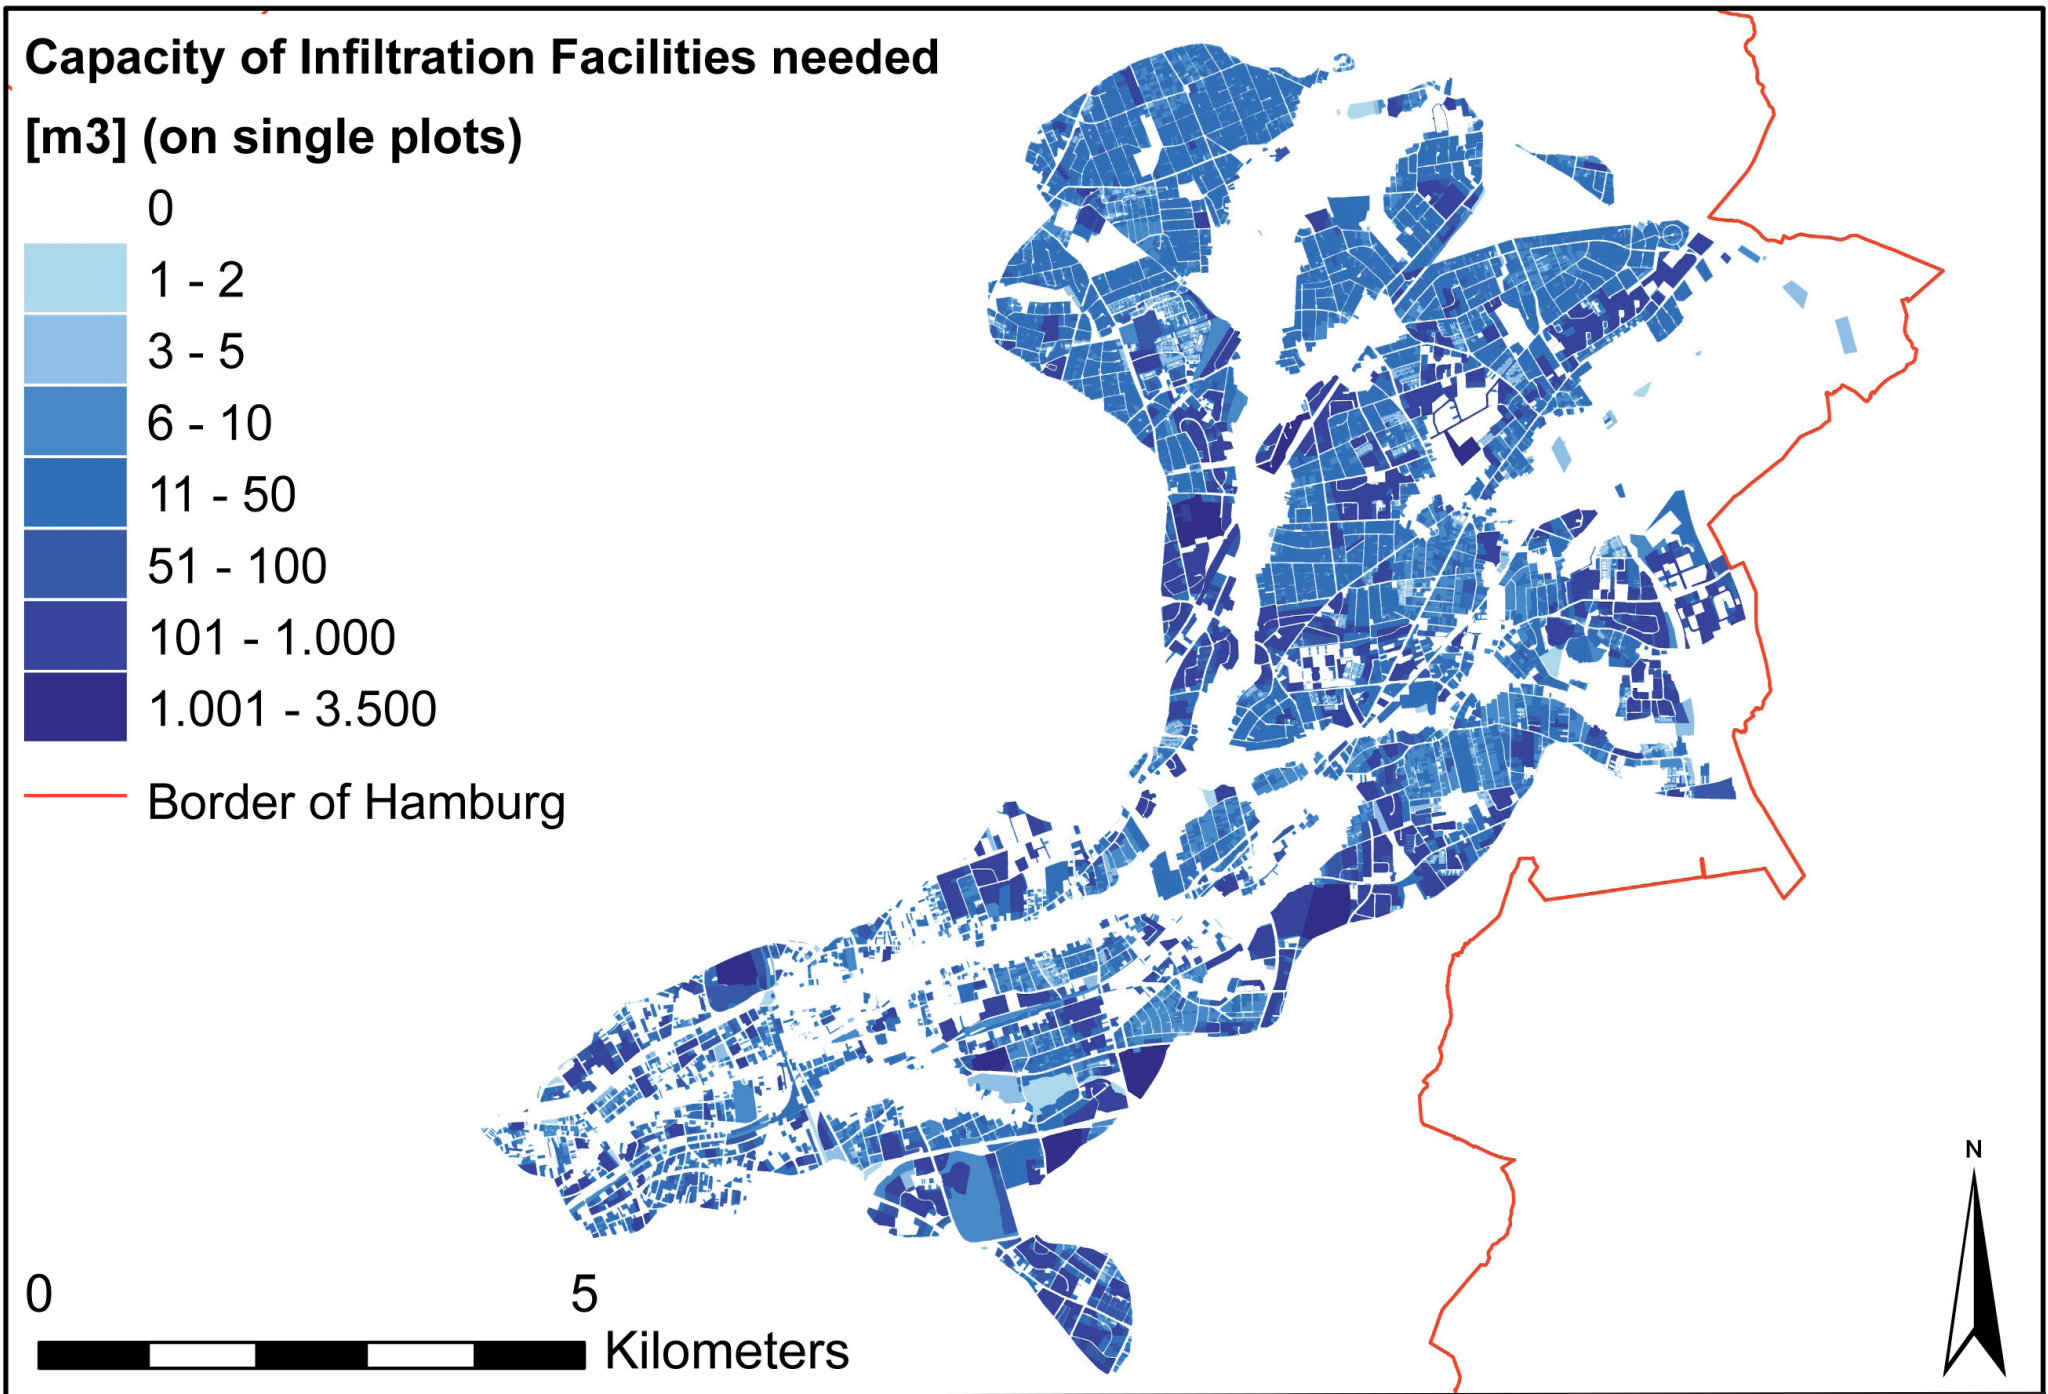 Capacity of Infiltration Facilities needed
[m3] (on single plots)
0
1 - 2
3 - 5
6 - 10
11 - 50
51 - 100
101 - 1.000
1.001 - 3.500
Border of Hamburg
0 5
Kilometers
N